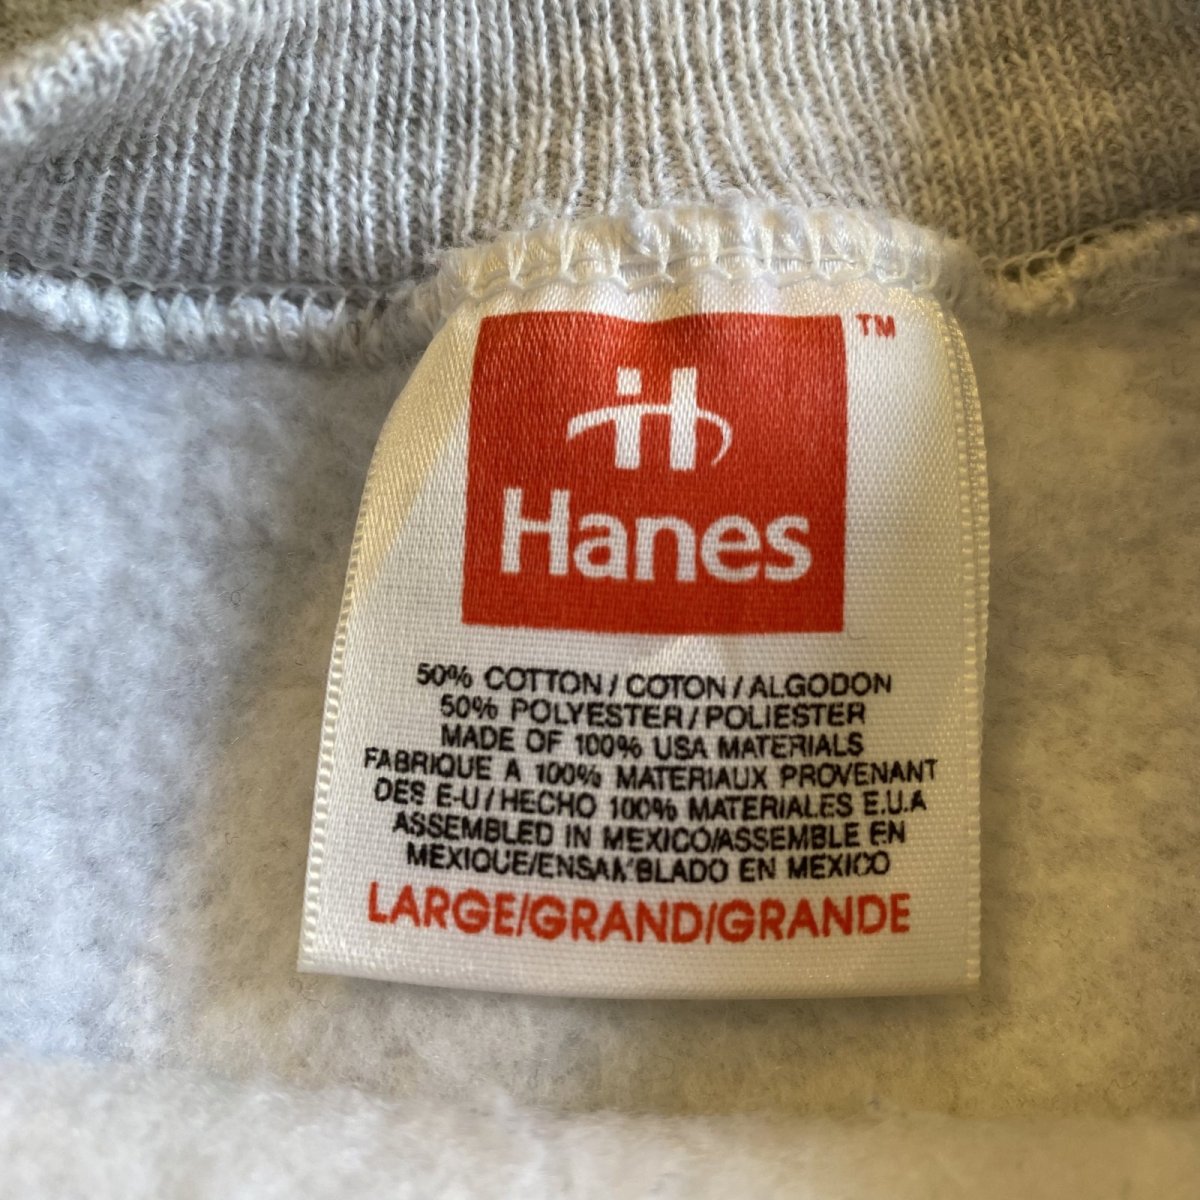 TM
Hanes
50% COTTON / COTON / ALGODON
50% POLYESTER / POLIESTER
MADE OF 100% USA MATERIALS
FABRIQUE A 100% MATERIAUX PROVENANT
DES E-U / HECHO 100% MATERIALES E.U.A
ASSEMBLED IN MEXICO/ASSEMBLE EN
MEXIQUE/ENSAMBLADO EN MEXICO
LARGE/GRAND/GRANDE